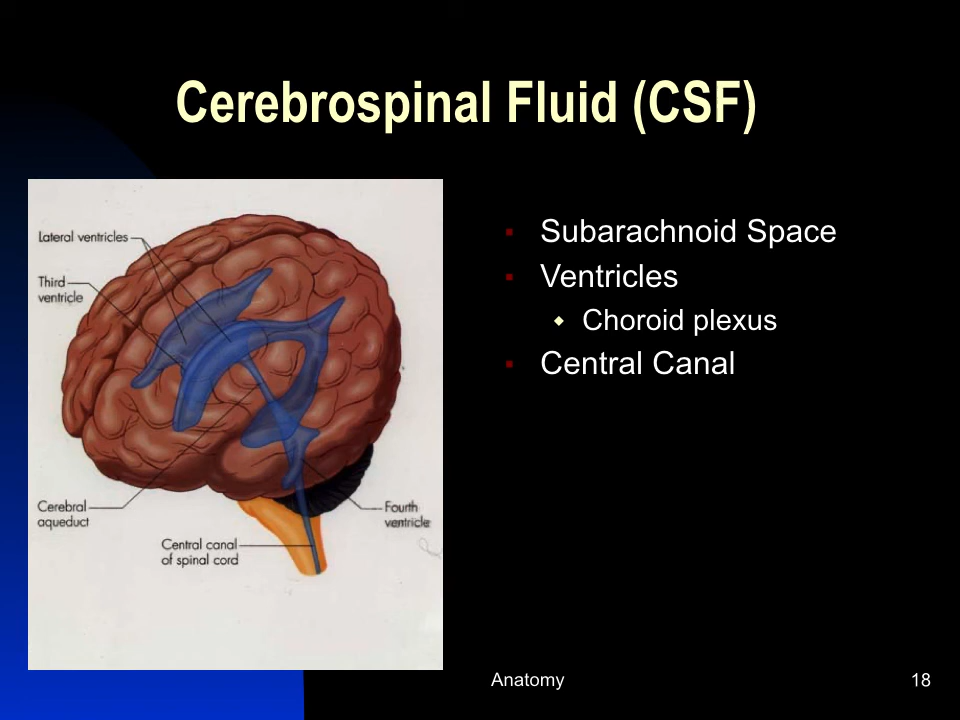 Cerebrospinal Fluid (CSF)
Lateral ventricles
Third
ventricle
Cerebral
aqueduct
Central canal
of spinal cord
Fourth
ventricle
Subarachnoid Space
Ventricles
Choroid plexus
Central Canal
Anatomy
18